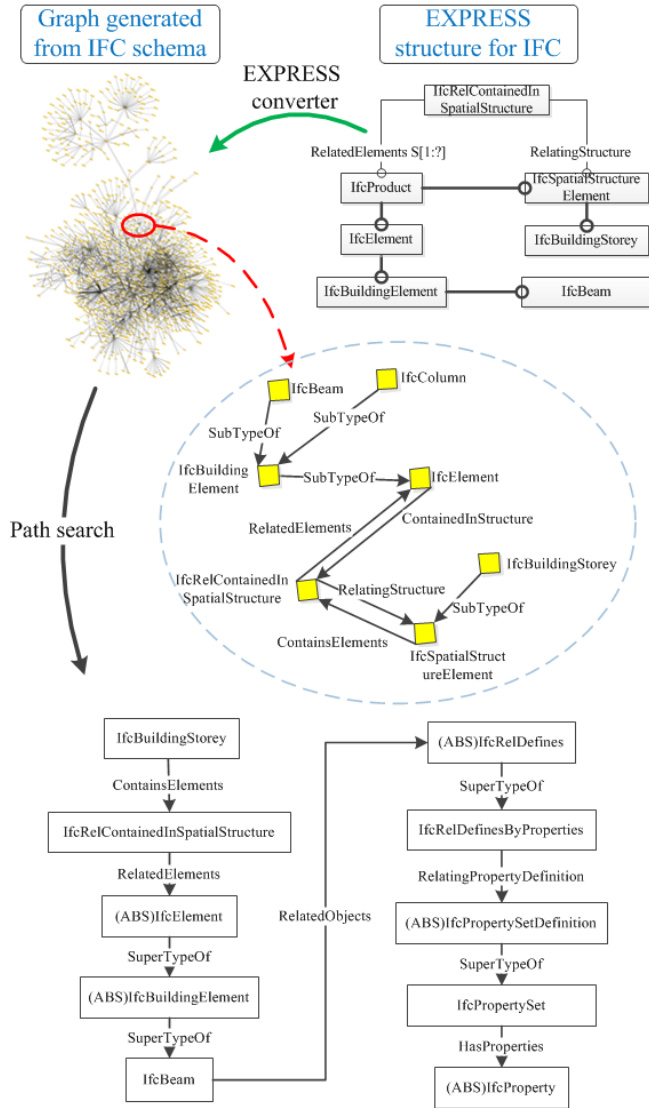 Graph generated
from IFC schema
EXPRESS
structure for IFC
EXPRESS
converter
IfcRelContainedIn
SpatialStructure
RelatedElements S[1:?]
RelatingStructure
IfcProduct
IfcSpatialStructure
Element
IfcElement
IfcBuildingStorey
IfcBuildingElement
IfcBeam
IfcBeam
IfcColumn
SubTypeOf
SubTypeOf
IfcBuilding
Element
SubTypeOf
IfcElement
RelatedElements
ContainedInStructure
Path search
IfcRelContainedIn
SpatialStructure
RelatingStructure
IfcBuildingStorey
SubTypeOf
ContainsElements
IfcSpatialStruct
ureElement
IfcBuildingStorey
ContainsElements
IfcRelContainedInSpatialStructure
RelatedElements
(ABS)IfcElement
SuperTypeOf
(ABS)IfcBuildingElement
SuperTypeOf
IfcBeam
RelatedObjects
(ABS)IfcRelDefines
SuperTypeOf
IfcRelDefinesByProperties
RelatingPropertyDefinition
(ABS)IfcPropertySetDefinition
SuperTypeOf
IfcPropertySet
HasProperties
(ABS)IfcProperty